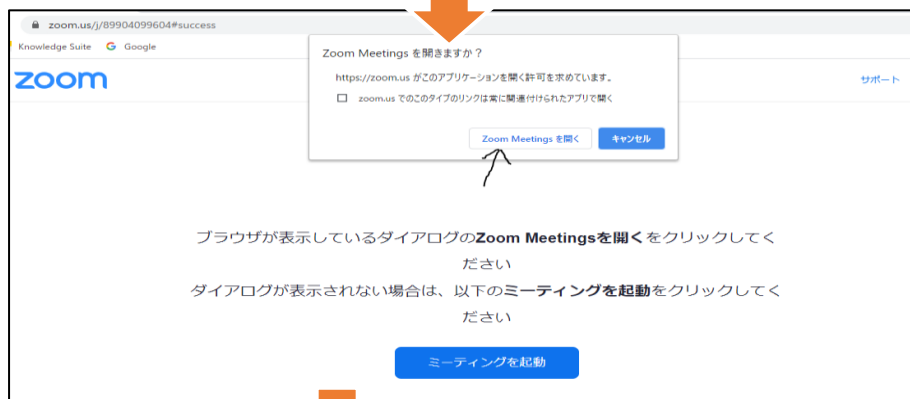 zoom.us/j/89904099604#success
Knowledge Suite G Google
zoom
サポート
Zoom Meetings を開きますか？
https://zoom.us がこのアプリケーションを開く許可を求めています。
zoom.us でのこのタイプのリンクは常に関連付けられたアプリで開く
Zoom Meetings を開く キャンセル
ブラウザが表示しているダイアログのZoom Meetingsを開くをクリックしてく
ださい
ダイアログが表示されない場合は、以下のミーティングを起動をクリックしてく
ださい
ミーティングを起動